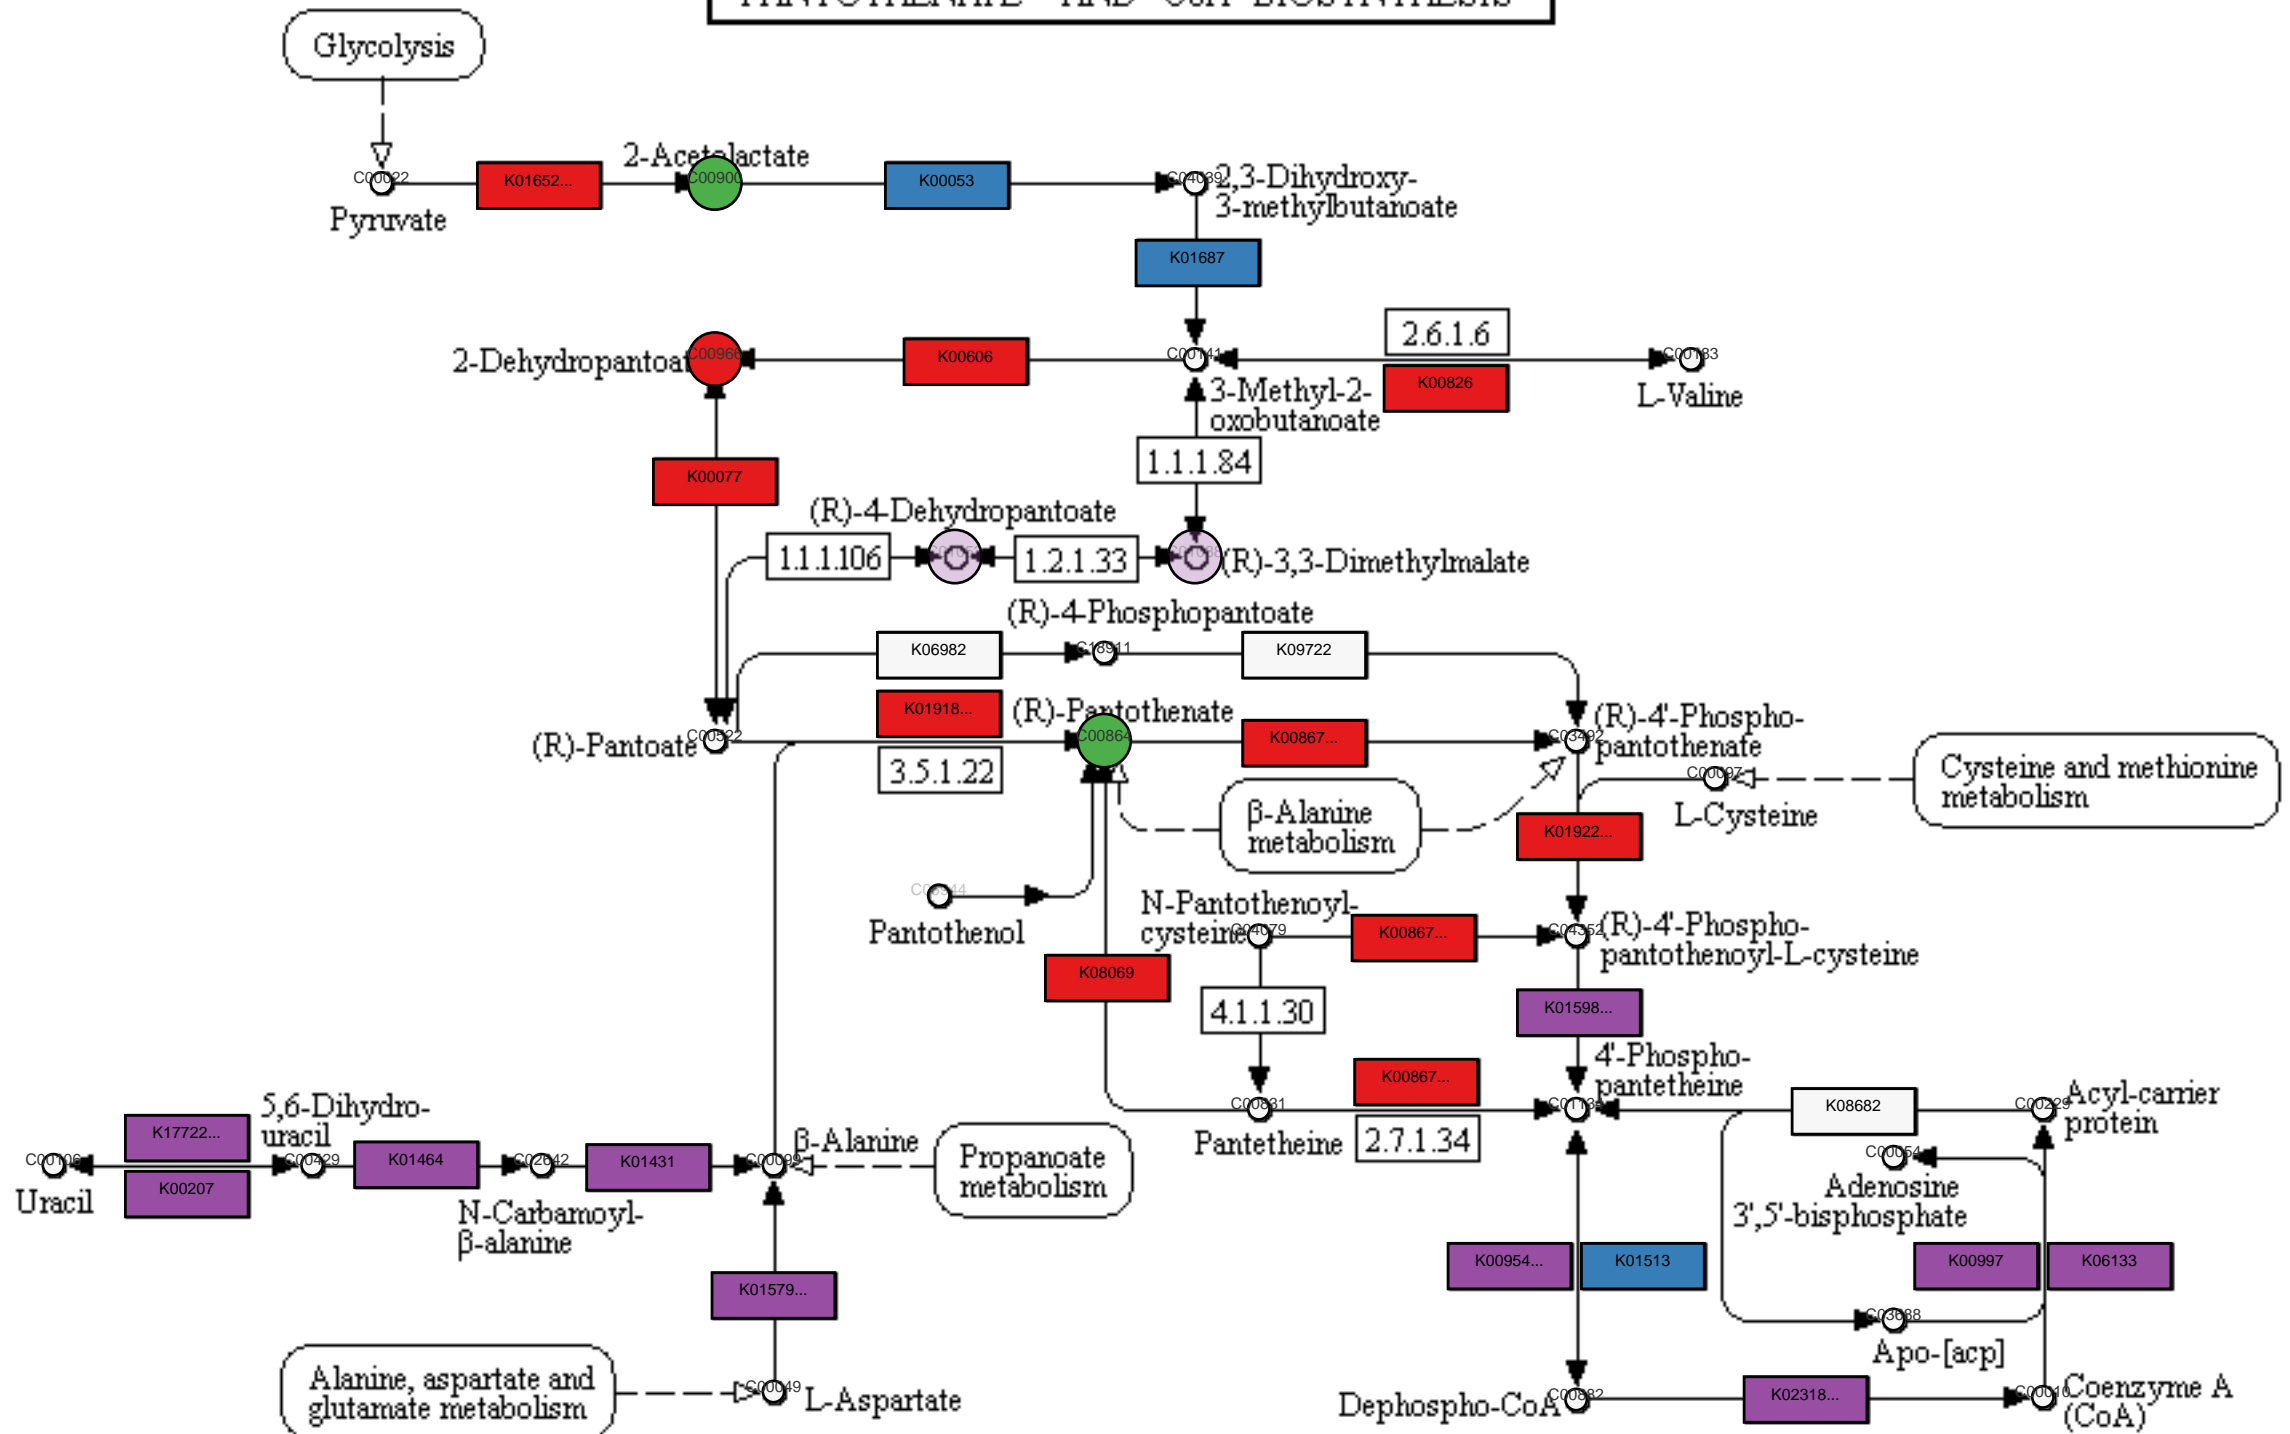 PANTOTHENATE AND CoA BIOSYNTHESIS
Glycolysis
2-Acetolactate
C00022
K01652...
C00900
K00053
C04039
2,3-Dihydroxy-
3-methylbutanoate
Pyruvate
K01687
2.6.1.6
2-Dehydropantoat
C00966
K00606
C00141
C00183
K00826
3-Methyl-2-
oxobutanoate
L-Valine
1.1.1.84
K00077
(R)-4-Dehydropantoate
1.1.1.106
1.2.1.33
(R)-3,3-Dimethylmalate
(R)-4-Phosphopantoate
K06982
C18911
K09722
K01918...
(R)-Pantothenate
(R)-4'-Phospho-
pantothenate
(R)-Pantoate
C00522
C00864
K00867...
C03492
3.5.1.22
C00097
Cysteine and methionine
metabolism
β-Alanine
metabolism
L-Cysteine
K01922...
Pantothenol
N-Pantothenoyl-
cysteine
C04079
K00867...
C04352
(R)-4'-Phospho-
pantothenoyl-L-cysteine
K08069
4.1.1.30
K01598...
4'-Phospho-
pantetheine
K00867...
C00831
C01134
K08682
C00229
Acyl-carrier
protein
Pantetheine
2.7.1.34
5,6-Dihydro-
uracil
K17722...
C00106
C00429
K01464
C02642
K01431
C00099
β-Alanine
Propanoate
metabolism
K00207
Uracil
N-Carbamoyl-
β-alanine
C00054
Adenosine
3',5'-bisphosphate
K00954...
K01513
K00997
K06133
K01579...
C03688
Apo-[acp]
Alanine, aspartate and
glutamate metabolism
C00049
L-Aspartate
Dephospho-CoA
C00882
K02318...
C00010
Coenzyme A
(CoA)